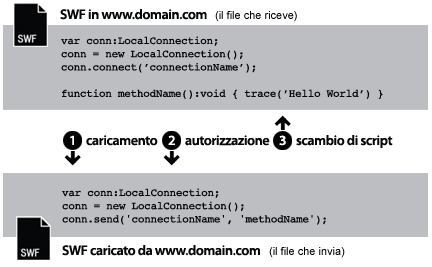 SWF in www.domain.com (il file che riceve)
SWF
var conn:LocalConnection;
conn = new LocalConnection();
conn.connect(‘connectionName’);
function methodName():void { trace(‘Hello World’) }
1 caricamento 2 autorizzazione 3 scambio di script
var conn:LocalConnection;
conn = new LocalConnection();
conn.send('connectionName', 'methodName');
SWF
SWF caricato da www.domain.com (il file che invia)